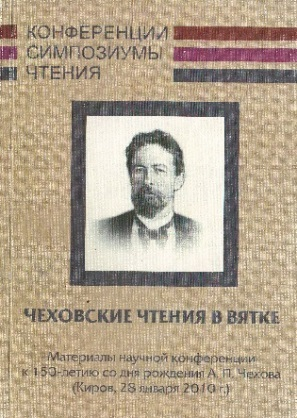 КОНФЕРЕНЦИИ
СИМПОЗИУМЫ
ЧТЕНИЯ
ЧЕХОВСКИЕ ЧТЕНИЯ В ВЯТКЕ
Материалы научной конференции
к 150-летию со дня рождения А. П. Чехова
(Киров, 28 января 2010 г.)